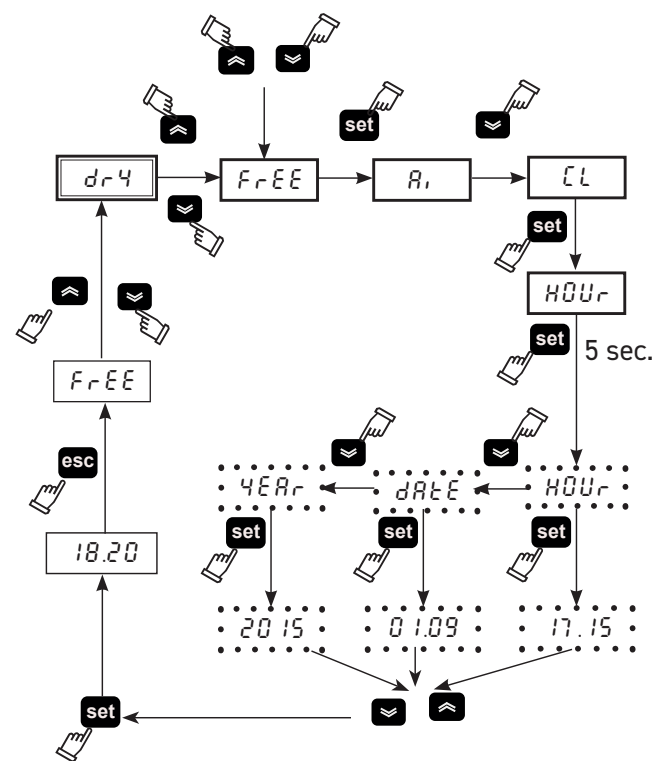 set
dr4 FrEE Ai CL
set
HOUr
set 5 sec.
FrEE
esc
YEAr dAtE HOUr
set set set
18.20
2015 01.09 17.15
set